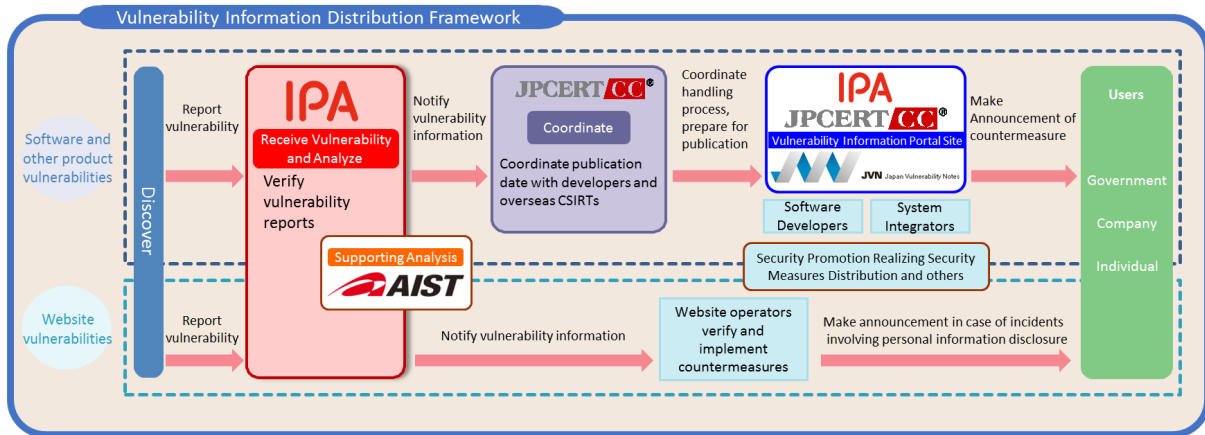 Vulnerability Information Distribution Framework
Software and
other product
vulnerabilities
Discover
Report
vulnerability
IPA
Receive Vulnerability
and Analyze
Verify
vulnerability
reports
Notify
vulnerability
information
JPCERT CC®
Coordinate
Coordinate publication
date with developers and
overseas CSIRTs
Coordinate
handling
process,
prepare for
publication
IPA
JPCERT CC®
Vulnerability Information Portal Site
JVN Japan Vulnerability Notes
Software
Developers
System
Integrators
Make
Announcement of
countermeasure
Users
Government
Company
Individual
Supporting Analysis
AIST
Security Promotion Realizing Security
Measures Distribution and others
Website
vulnerabilities
Report
vulnerability
Notify vulnerability information
Website operators
verify and
implement
countermeasures
Make announcement in case of incidents
involving personal information disclosure